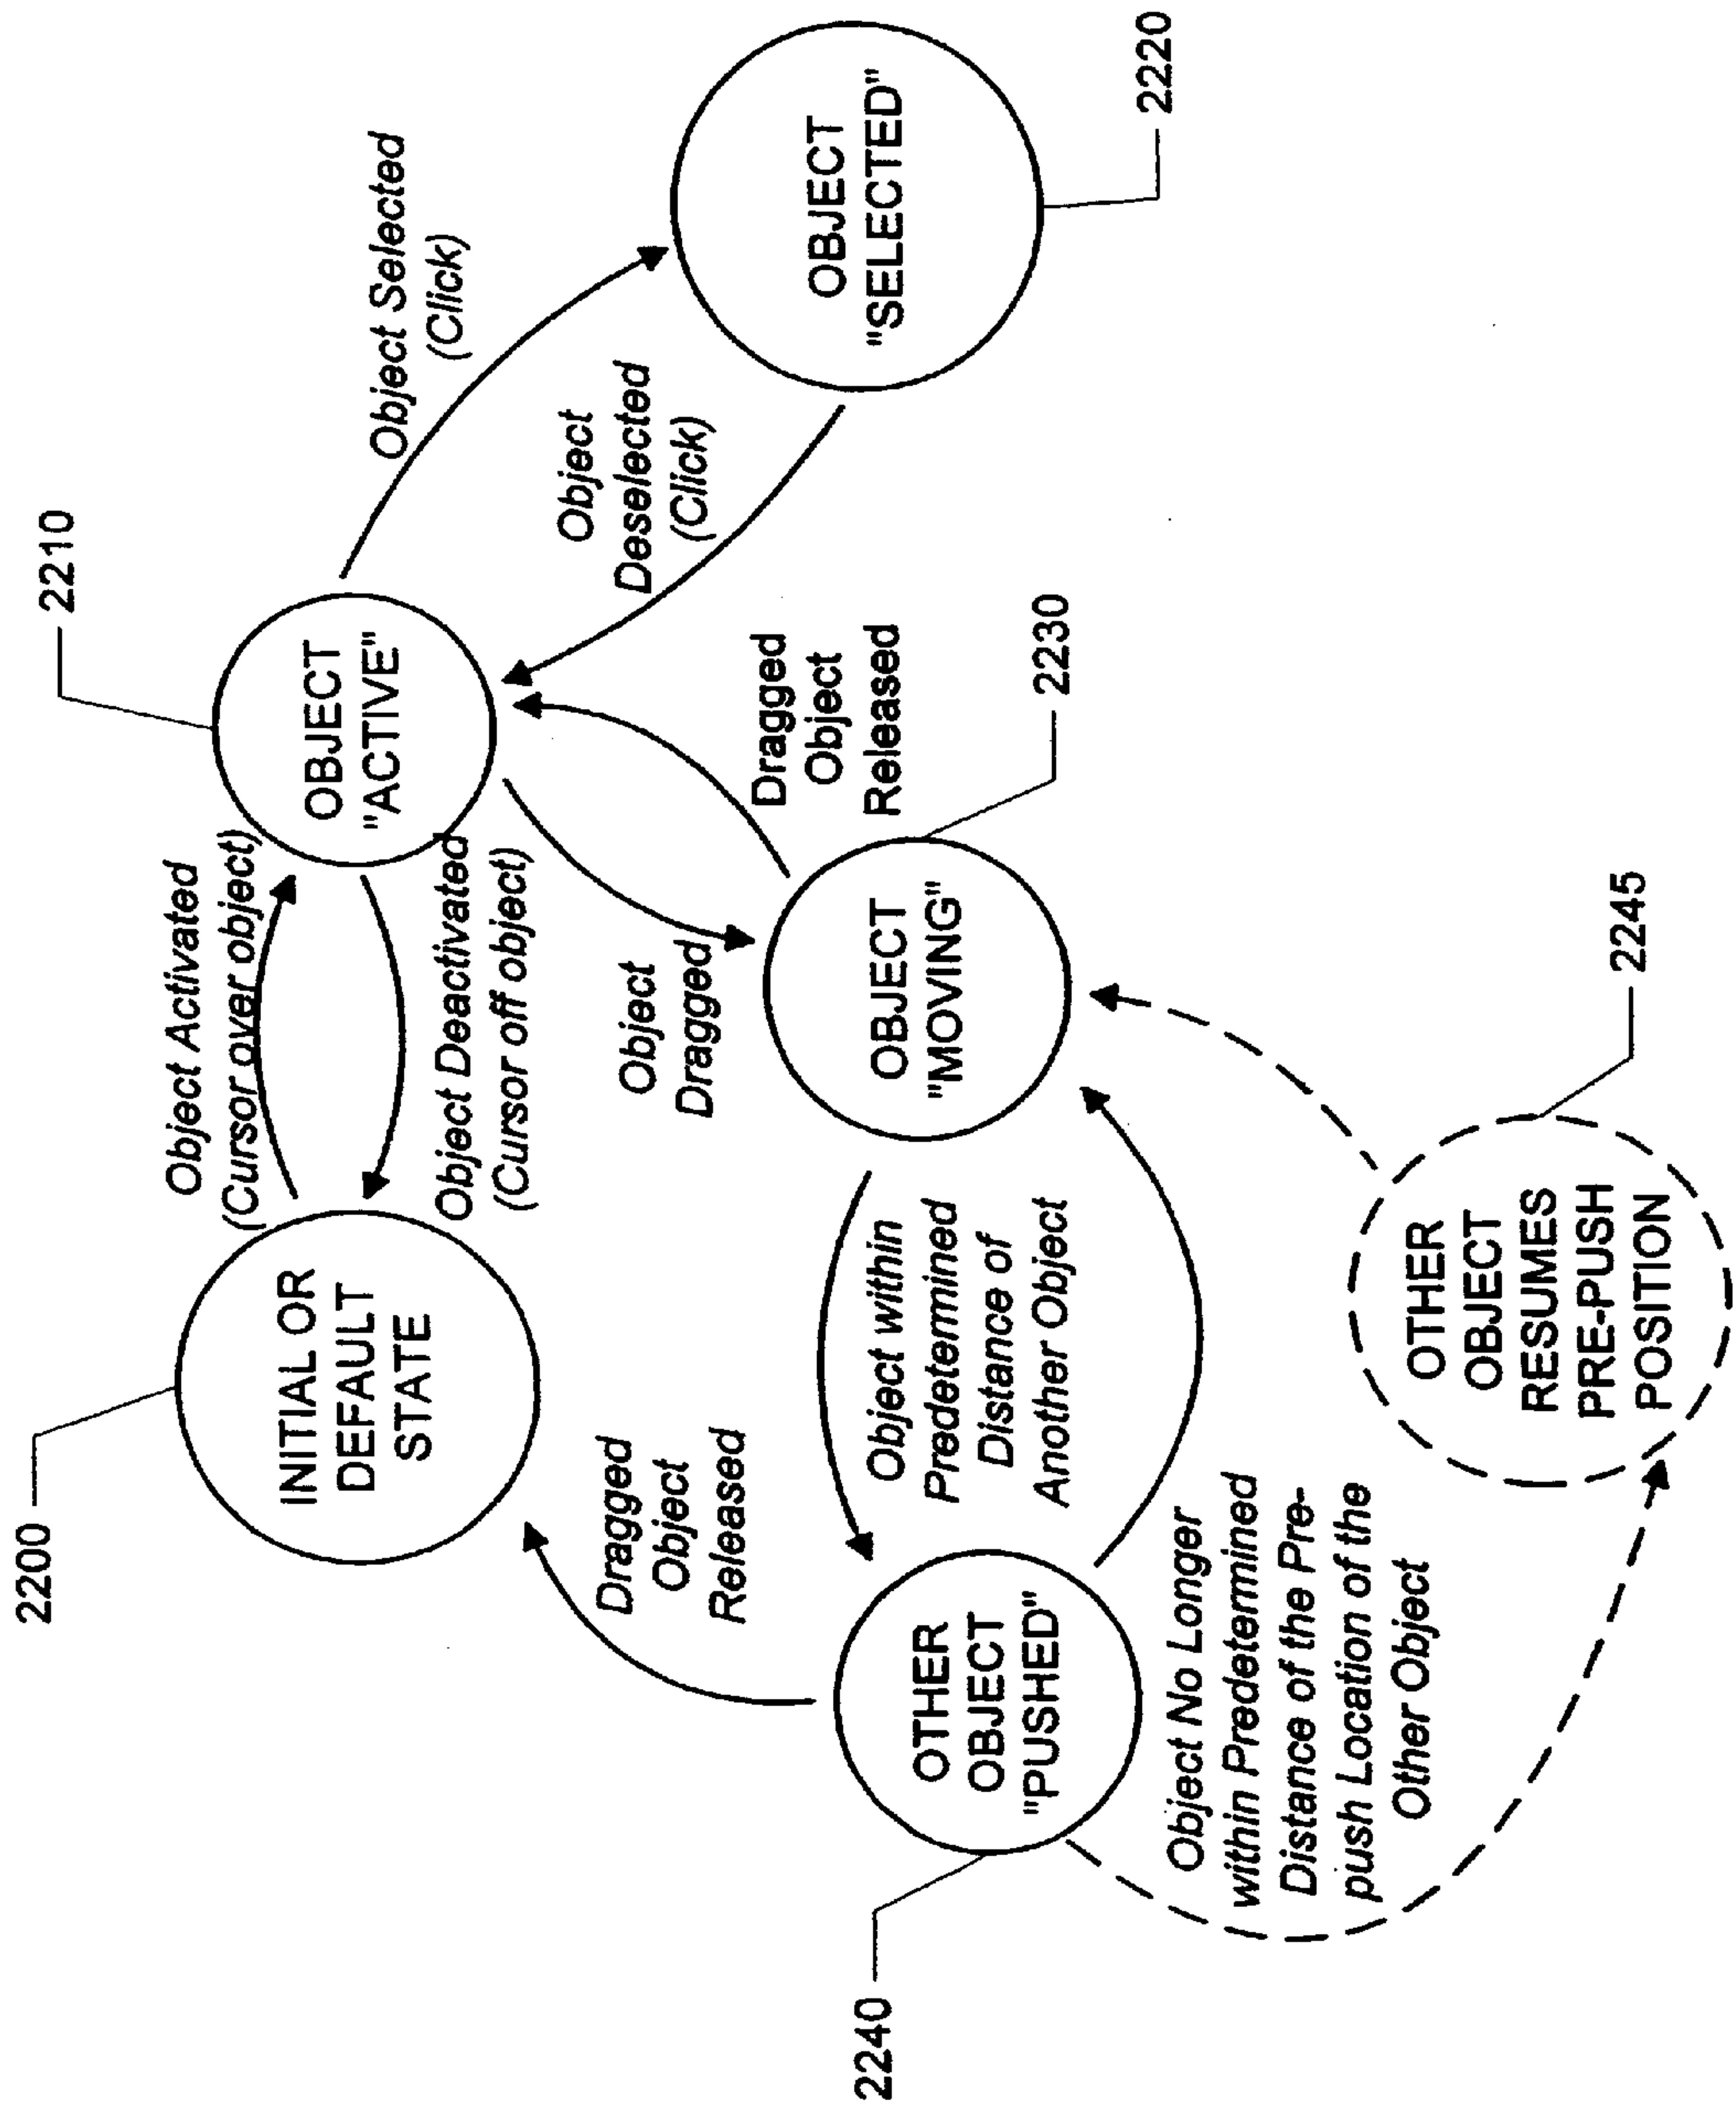 2200
INITIAL OR
DEFAULT
STATE
Object Activated
(Cursor over object)
Object Deactivated
(Cursor off object)
2210
OBJECT
"ACTIVE"
Object Selected
(Click)
Object
Deselected
(Click)
OBJECT
"SELECTED"
2220
Dragged
Object
Released
Object
Dragged
Dragged
Object
Released
2230
OBJECT
"MOVING"
Object within
Predetermined
Distance of
Another Object
2240
OTHER
OBJECT
"PUSHED"
Object No Longer
within Predetermined
Distance of the Pre-
push Location of the
Other Object
OTHER
OBJECT
RESUMES
PRE-PUSH
POSITION
2245